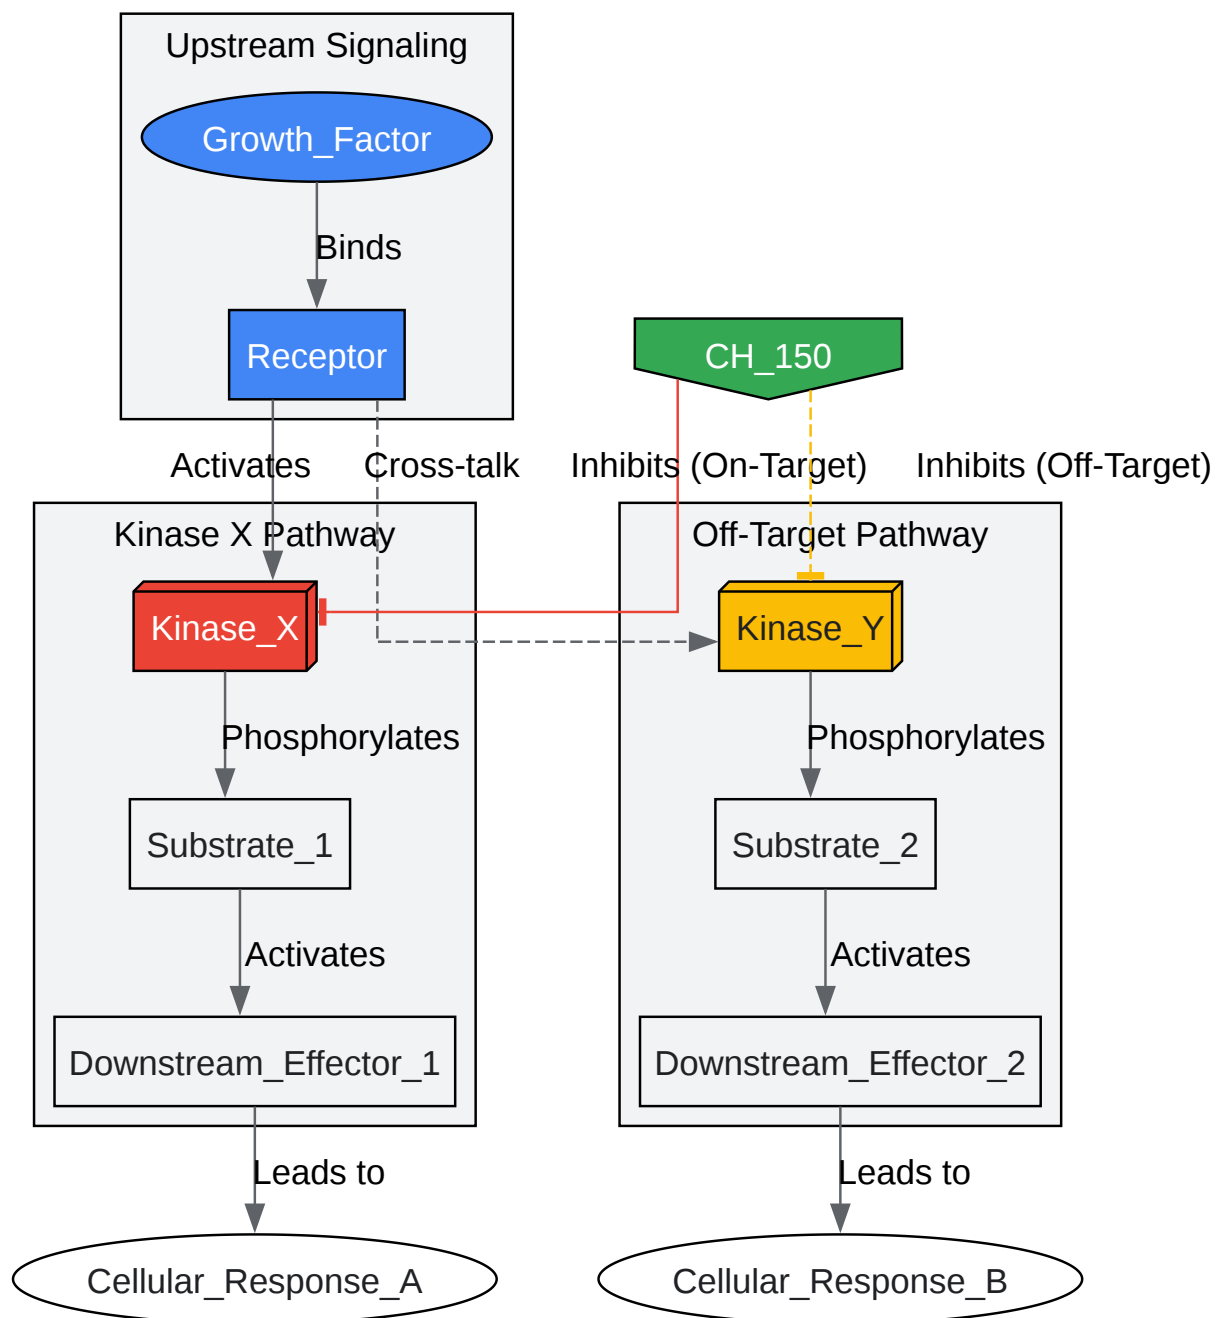 Upstream Signaling
Growth_Factor
Binds
Receptor
CH_150
Activates
Cross-talk
Inhibits (On-Target)
Inhibits (Off-Target)
Kinase X Pathway
Off-Target Pathway
Kinase_X
Kinase_Y
Phosphorylates
Phosphorylates
Substrate_1
Substrate_2
Activates
Activates
Downstream_Effector_1
Downstream_Effector_2
Leads to
Leads to
Cellular_Response_A
Cellular_Response_B